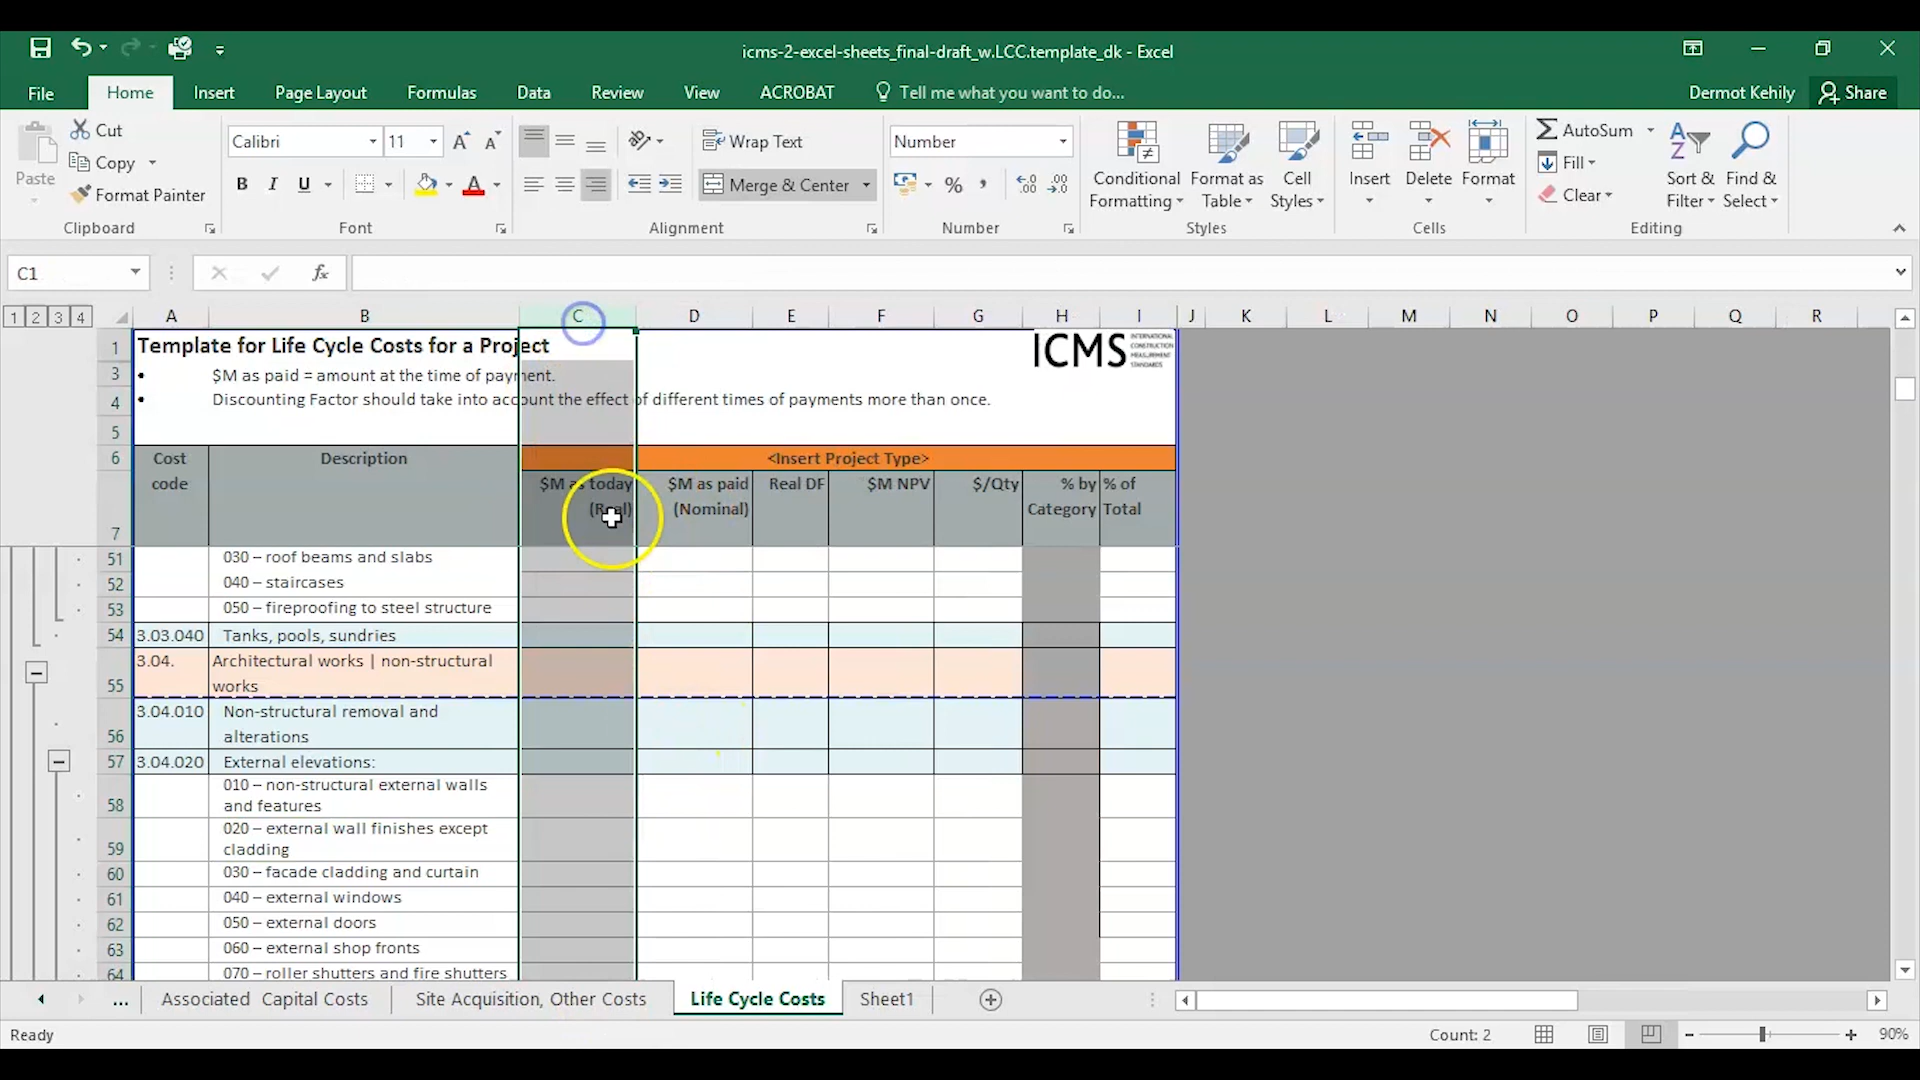 icms-2-excel-sheets_final-draft_w.LCC.template_dk - Excel
File Home Insert Page Layout Formulas Data Review View ACROBAT Tell me what you want to do... Dermot Kehily Share
Cut
Copy
Format Painter
Paste
Clipboard
Calibri 11
B I U
Font
Wrap Text
Merge & Center
Alignment
Number
%
Number
Conditional Formatting
Format as Table
Cell Styles
Styles
Insert Delete Format
Cells
AutoSum
Fill
Clear
Sort & Filter
Find & Select
Editing
C1 fx
1 2 3 4 A B C D E F G H I J K L M N O P Q R
1 Template for Life Cycle Costs for a Project ICMS INTERNATIONAL CONSTRUCTION MEASUREMENT STANDARDS
3 • $M as paid = amount at the time of payment.
4 • Discounting Factor should take into account the effect of different times of payments more than once.
5
6 Cost code Description <Insert Project Type>
7 $M as today (Real) $M as paid (Nominal) Real DF $M NPV $/Qty % by Category % of Total
51 030 – roof beams and slabs
52 040 – staircases
53 050 – fireproofing to steel structure
54 3.03.040 Tanks, pools, sundries
55 3.04. Architectural works | non-structural works
56 3.04.010 Non-structural removal and alterations
57 3.04.020 External elevations:
58 010 – non-structural external walls and features
59 020 – external wall finishes except cladding
60 030 – facade cladding and curtain
61 040 – external windows
62 050 – external doors
63 060 – external shop fronts
64 070 – roller shutters and fire shutters
... Associated Capital Costs Site Acquisition, Other Costs Life Cycle Costs Sheet1
Ready Count: 2 90%